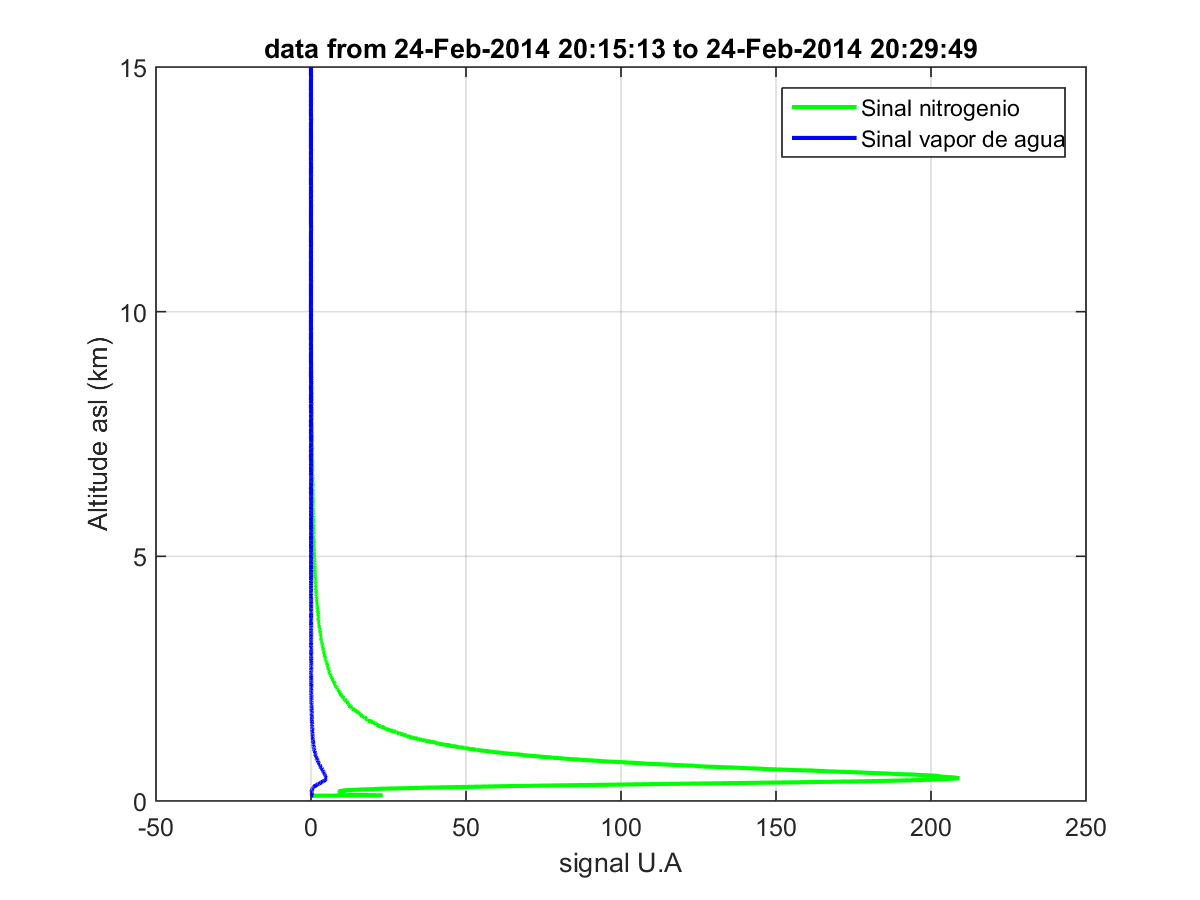 data from 24-Feb-2014 20:15:13 to 24-Feb-2014 20:29:49
Sinal nitrogenio
Sinal vapor de agua
15
10
5
0
Altitude asl (km)
-50 0 50 100 150 200 250
signal U.A